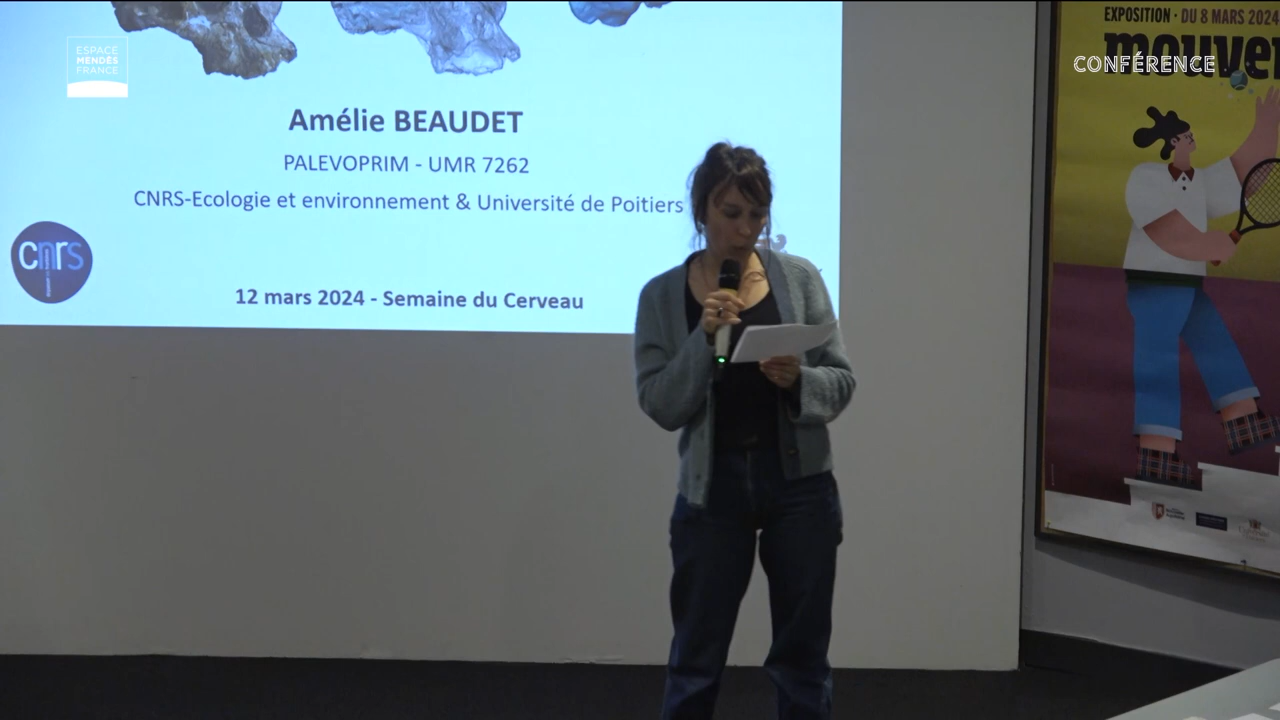 ESPACE
MENDÈS
FRANCE
Amélie BEAUDET
PALEVOPRIM - UMR 7262
CNRS-Ecologie et environnement & Université de Poitiers
cnrs
12 mars 2024 - Semaine du Cerveau
EXPOSITION · DU 8 MARS 2024
mouve
CONFÉRENCE